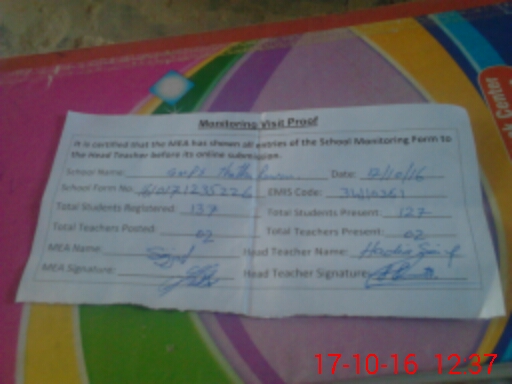 Monitoring Visit Proof
It is certified that the MEA has shown all entries of the School Monitoring Form to
the Head Teacher before its online submission.
School Name: GMPS Date: 17/10/16
School Form No. EMIS Code:
Total Students Registered: 137 Total Students Present: 127
Total Teachers Posted: 02 Total Teachers Present: 02
MEA Name: Head Teacher Name:
MEA Signature: Head Teacher Signature:
Center
17-10-16 12:37